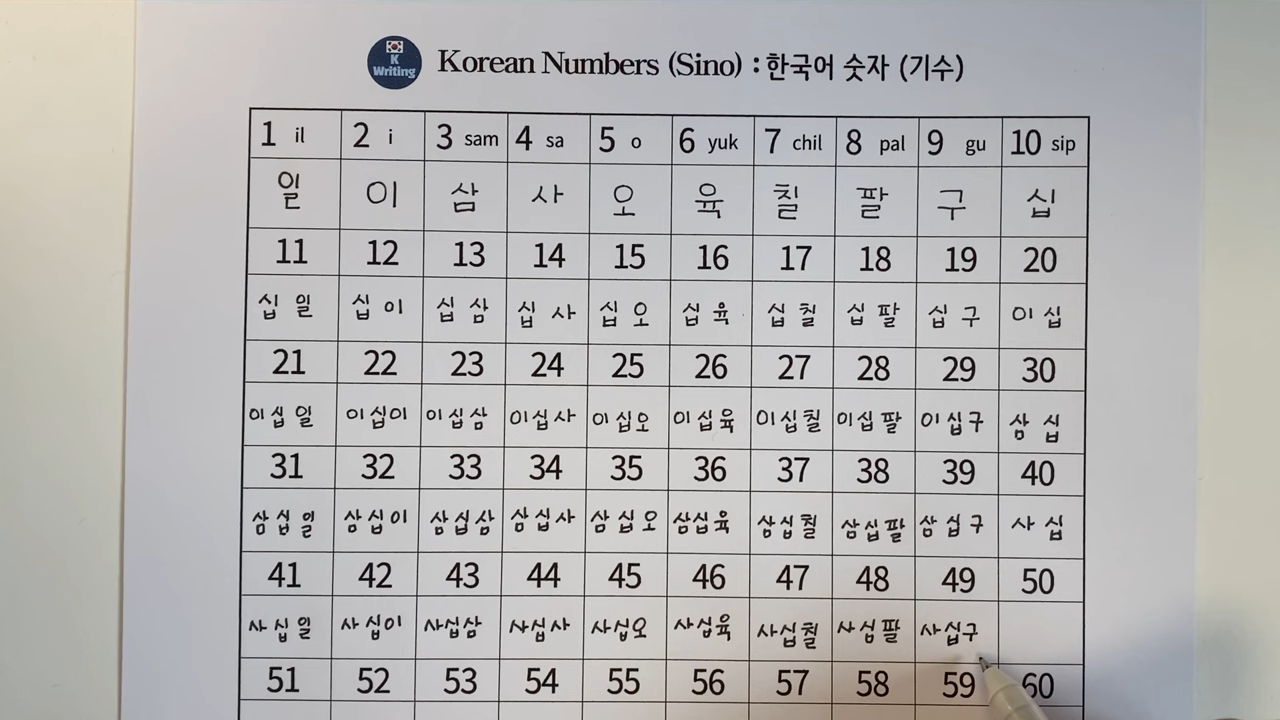 K
Writing
Korean Numbers (Sino) : 한국어 숫자 (기수)
1 il 2 i 3 sam 4 sa 5 o 6 yuk 7 chil 8 pal 9 gu 10 sip
일 이 삼 사 오 육 칠 팔 구 십
11 12 13 14 15 16 17 18 19 20
십 일 십 이 십 삼 십 사 십 오 십 육 십 칠 십 팔 십 구 이 십
21 22 23 24 25 26 27 28 29 30
이십일 이십이 이십삼 이십사 이십오 이십육 이십칠 이십팔 이십구 삼 십
31 32 33 34 35 36 37 38 39 40
삼십일 삼십이 삼십삼 삼십사 삼십오 삼십육 삼십칠 삼십팔 삼십구 사 십
41 42 43 44 45 46 47 48 49 50
사십일 사십이 사십삼 사십사 사십오 사십육 사십칠 사십팔 사십구
51 52 53 54 55 56 57 58 59 60